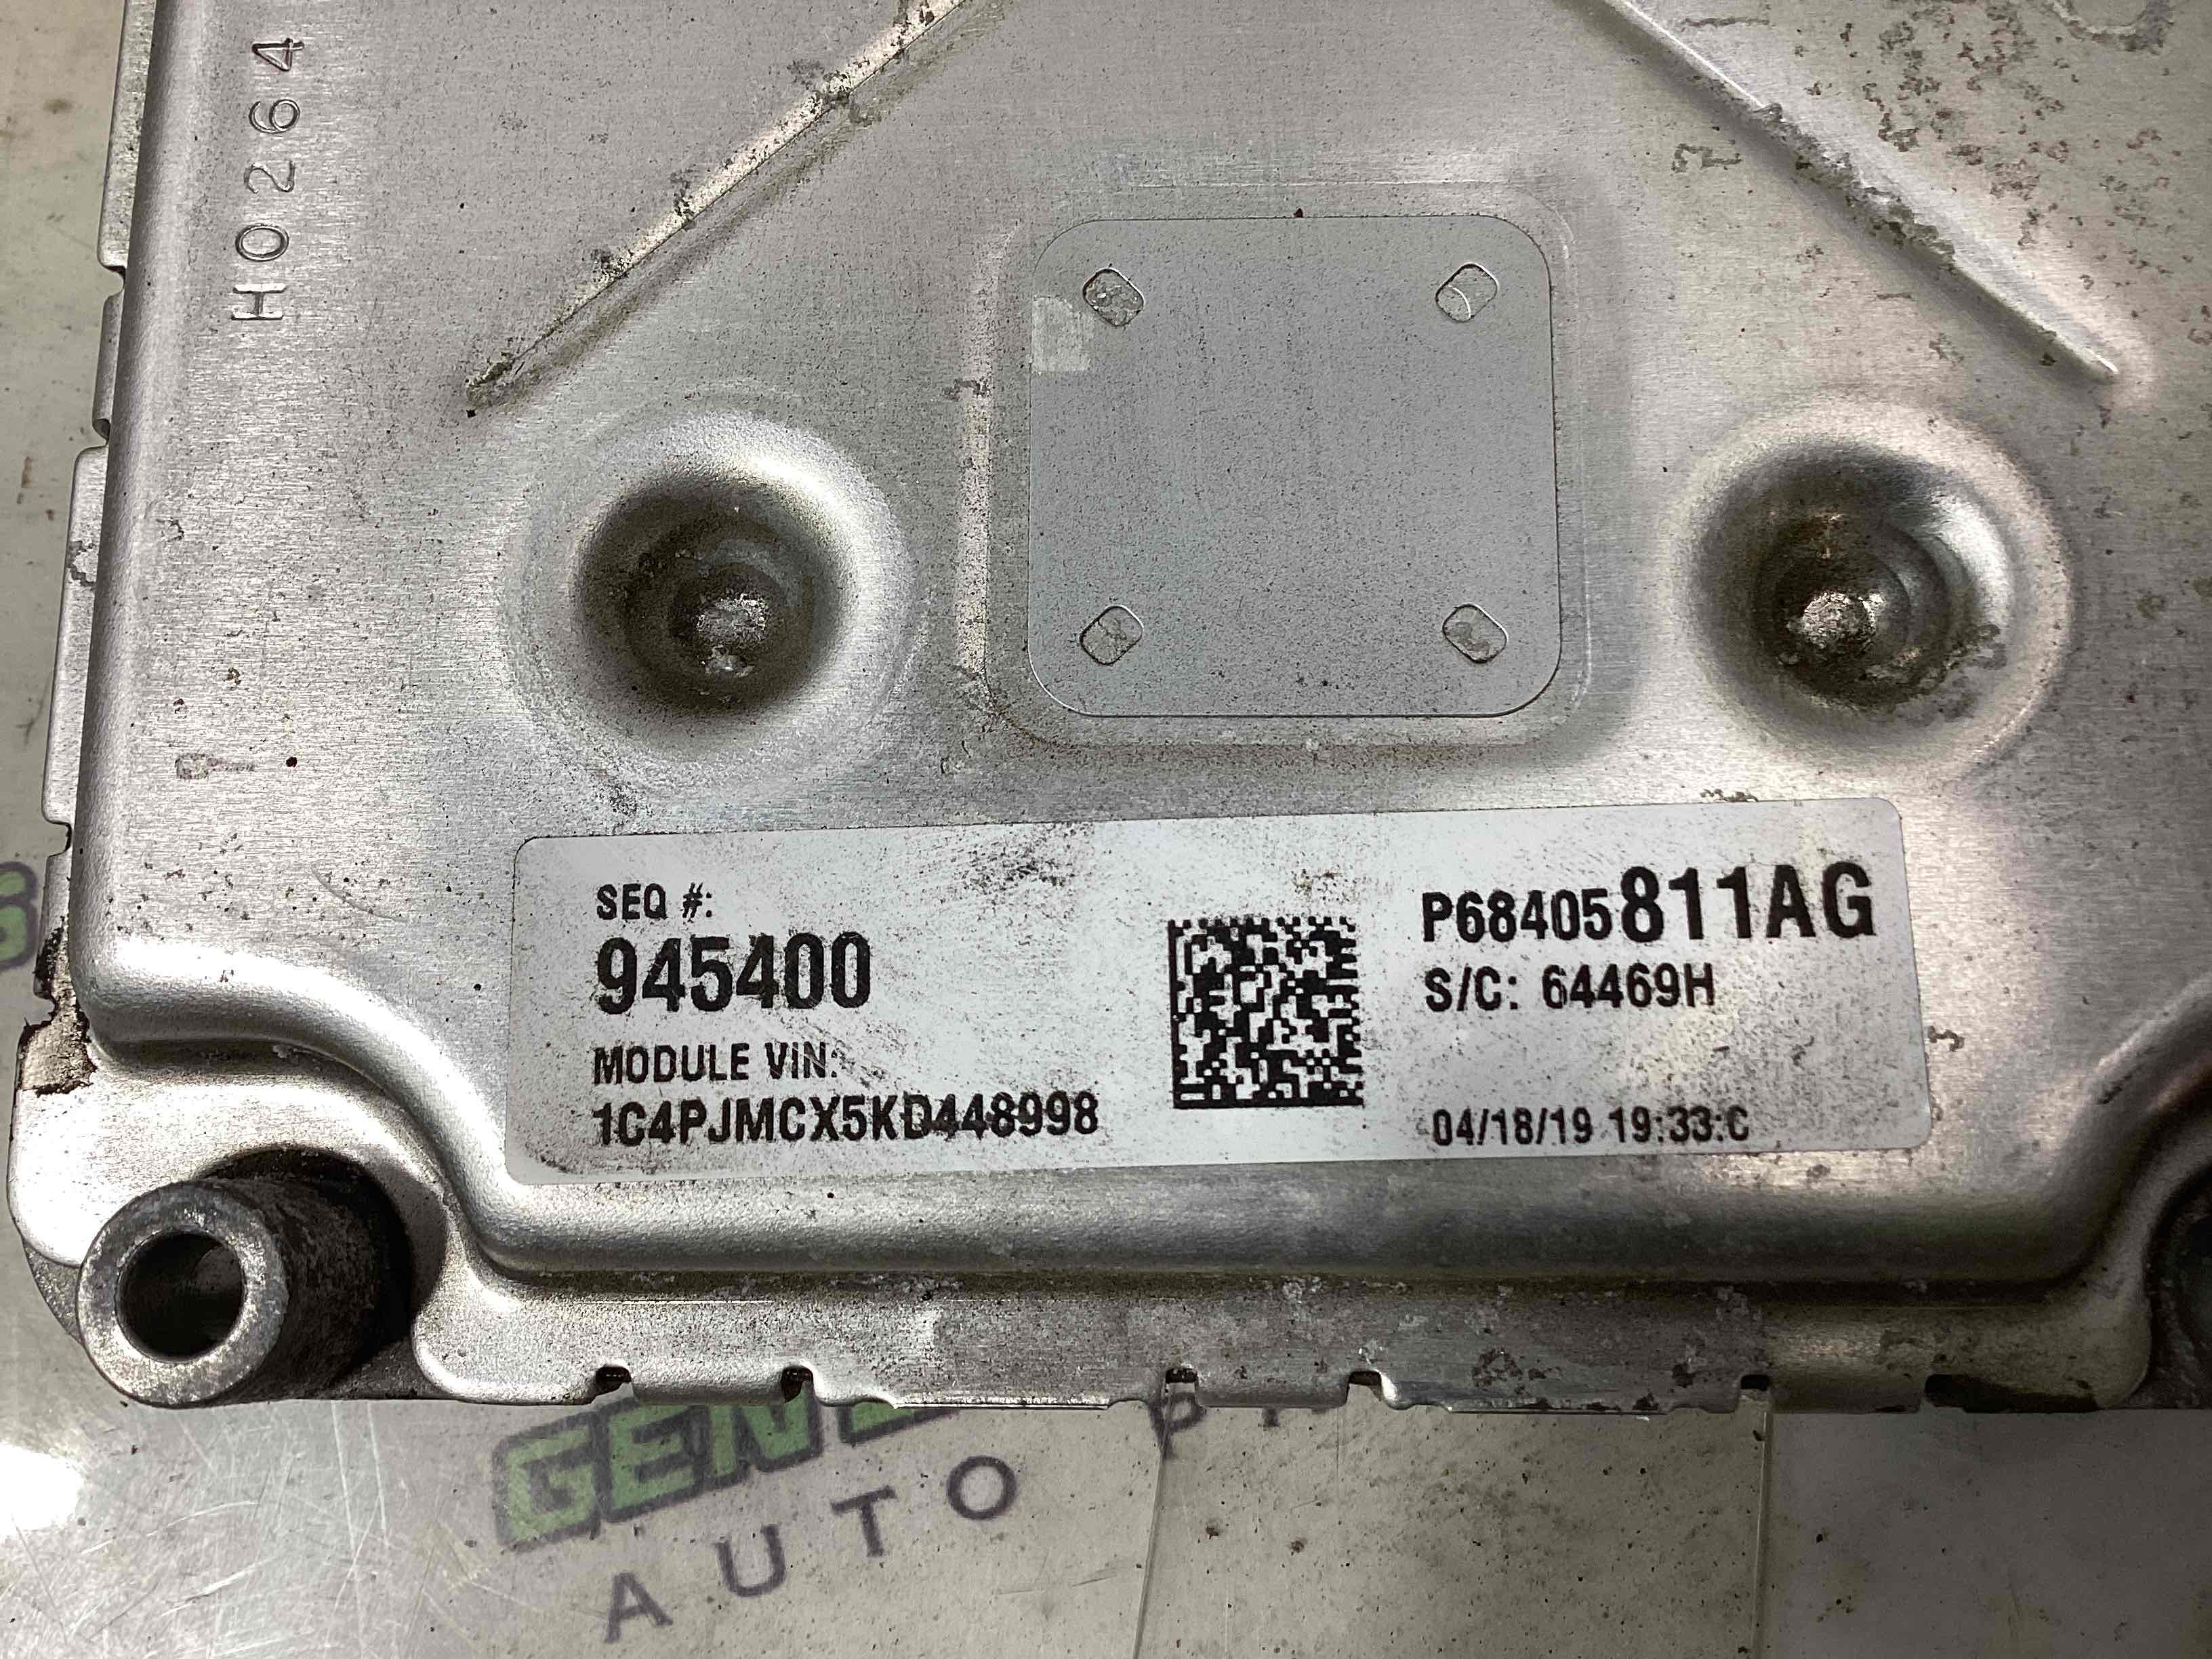 H0264
SEQ #:
945400
MODULE VIN:
1C4PJMCX5KD448998
P68405811AG
S/C: 64469H
04/18/19 19:33:C
AUTO